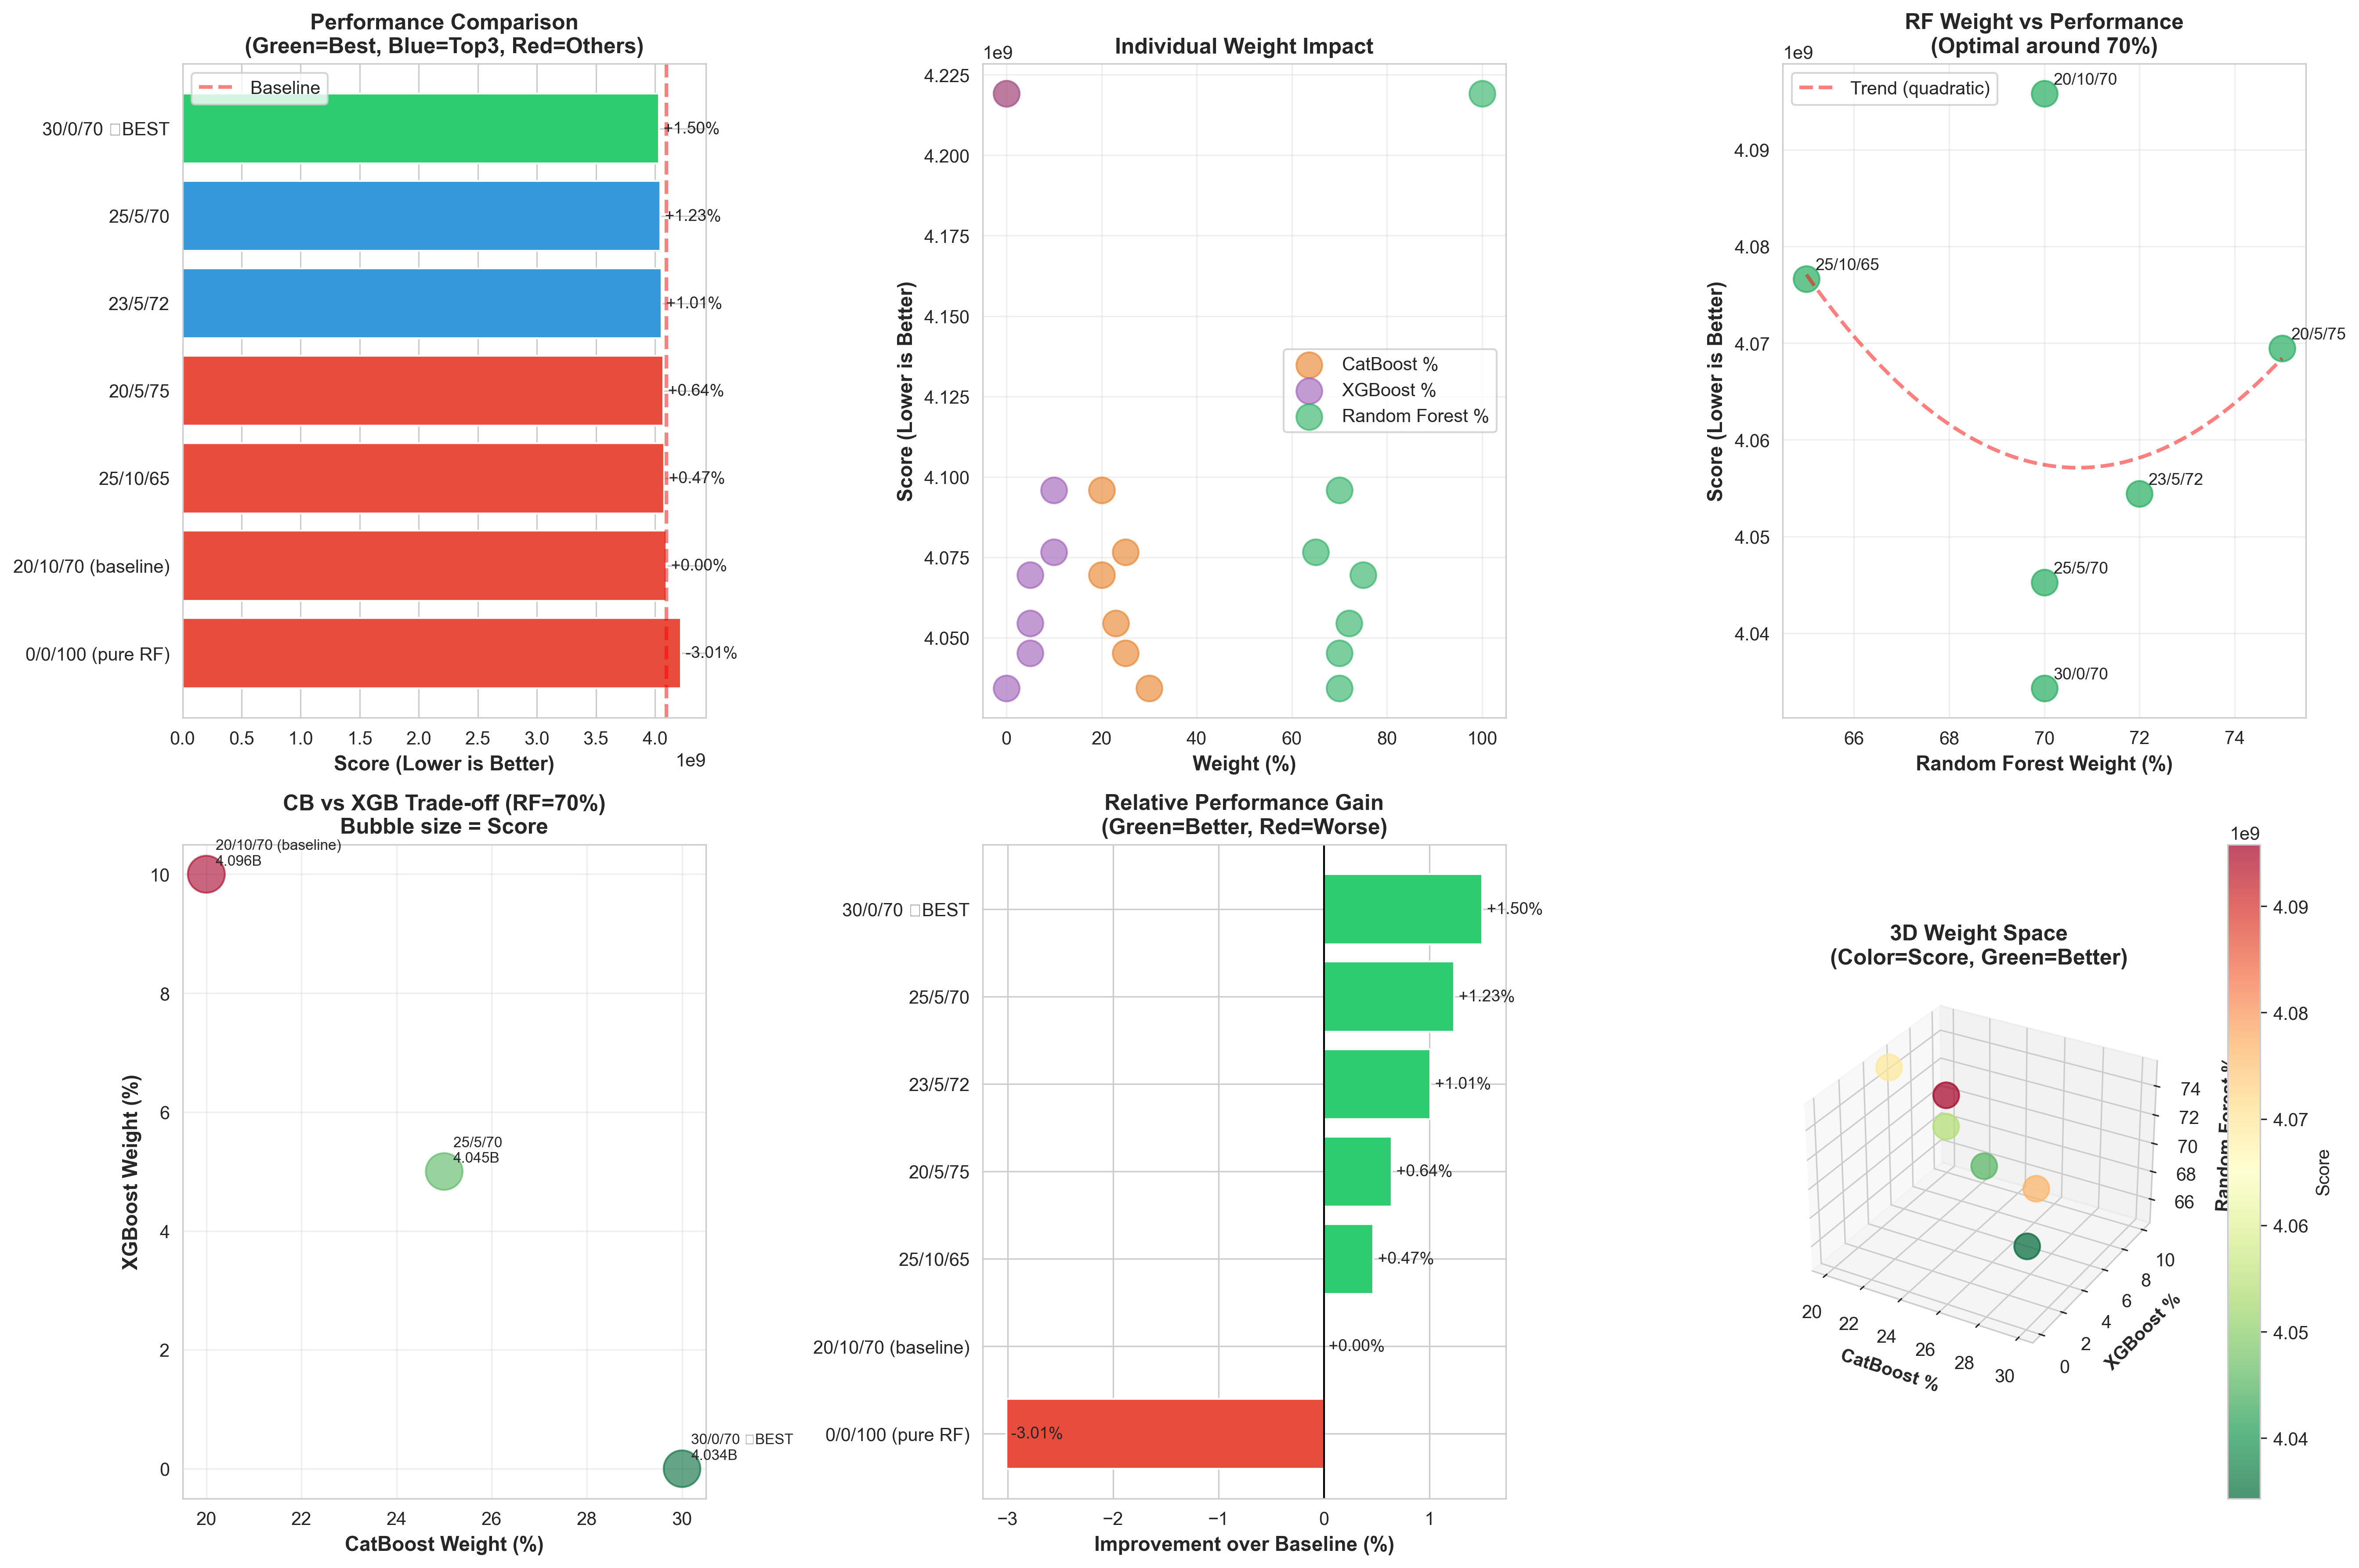 Performance Comparison
(Green=Best, Blue=Top3, Red=Others)
Baseline
30/0/70 □BEST
25/5/70
23/5/72
20/5/75
25/10/65
20/10/70 (baseline)
0/0/100 (pure RF)
+1.50%
+1.23%
+1.01%
+0.64%
+0.47%
+0.00%
-3.01%
0.0 0.5 1.0 1.5 2.0 2.5 3.0 3.5 4.0
1e9
Score (Lower is Better)
Individual Weight Impact
1e9
4.225
4.200
4.175
4.150
4.125
4.100
4.075
4.050
Score (Lower is Better)
CatBoost %
XGBoost %
Random Forest %
0 20 40 60 80 100
Weight (%)
RF Weight vs Performance
(Optimal around 70%)
1e9
Trend (quadratic)
4.09
4.08
4.07
4.06
4.05
4.04
Score (Lower is Better)
20/10/70
25/10/65
20/5/75
23/5/72
25/5/70
30/0/70
66 68 70 72 74
Random Forest Weight (%)
CB vs XGB Trade-off (RF=70%)
Bubble size = Score
20/10/70 (baseline)
4.096B
25/5/70
4.045B
30/0/70 □BEST
4.034B
10
8
6
4
2
0
XGBoost Weight (%)
20 22 24 26 28 30
CatBoost Weight (%)
Relative Performance Gain
(Green=Better, Red=Worse)
30/0/70 □BEST
25/5/70
23/5/72
20/5/75
25/10/65
20/10/70 (baseline)
0/0/100 (pure RF)
+1.50%
+1.23%
+1.01%
+0.64%
+0.47%
+0.00%
-3.01%
−3 −2 −1 0 1
Improvement over Baseline (%)
3D Weight Space
(Color=Score, Green=Better)
74
72
70
68
66
Random Forest %
20 22 24 26 28 30
CatBoost %
0 2 4 6 8 10
XGBoost %
1e9
4.09
4.08
4.07
4.06
4.05
4.04
Score